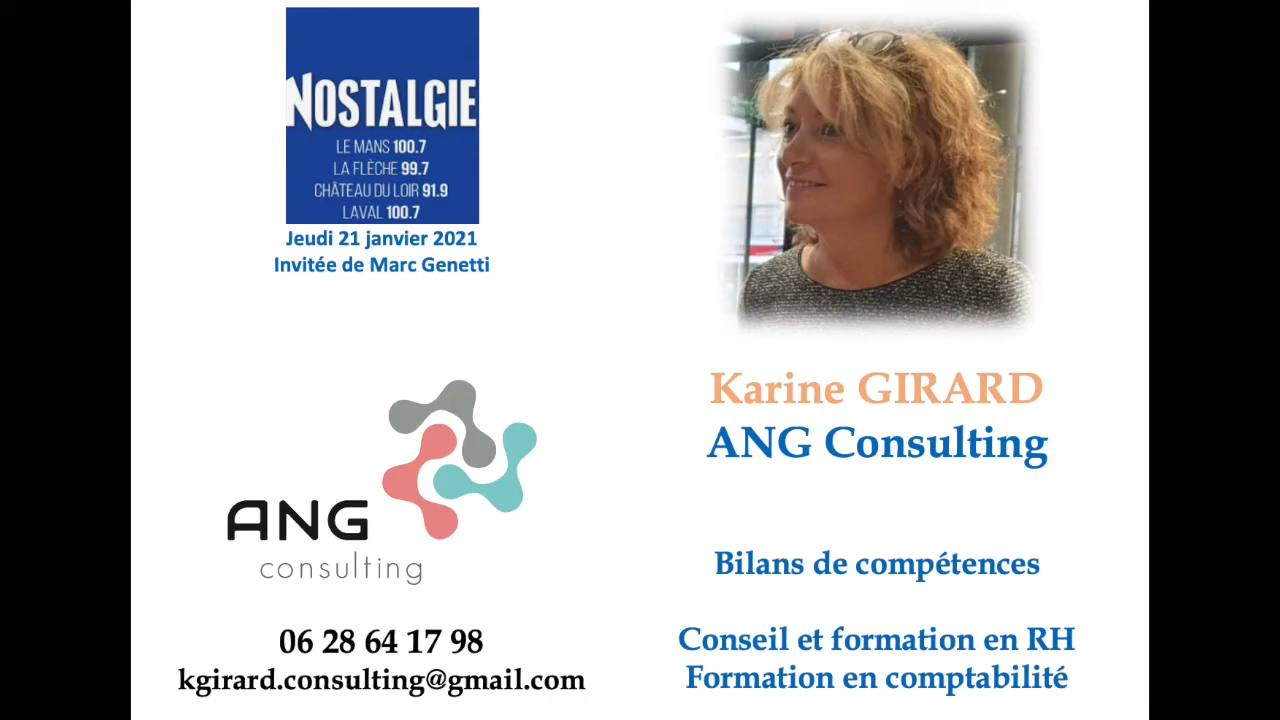 NOSTALGIE
LE MANS 100.7
LA FLÈCHE 99.7
CHÂTEAU DU LOIR 91.9
LAVAL 100.7
Jeudi 21 janvier 2021
Invitée de Marc Genetti
ANG
consulting
06 28 64 17 98
kgirard.consulting@gmail.com
Karine GIRARD
ANG Consulting
Bilans de compétences
Conseil et formation en RH
Formation en comptabilité